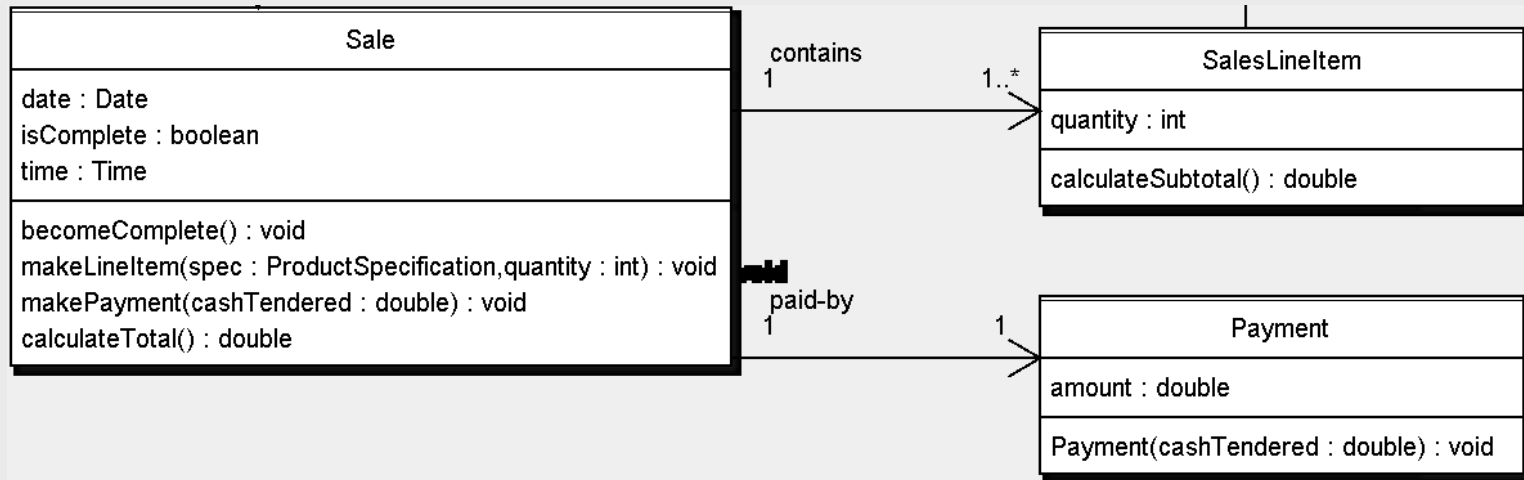 Sale
date : Date
isComplete : boolean
time : Time
becomeComplete() : void
makeLineItem(spec : ProductSpecification,quantity : int) : void
makePayment(cashTendered : double) : void
calculateTotal() : double
contains
1
1..*
SalesLineItem
quantity : int
calculateSubtotal() : double
void
paid-by
1
1
Payment
amount : double
Payment(cashTendered : double) : void